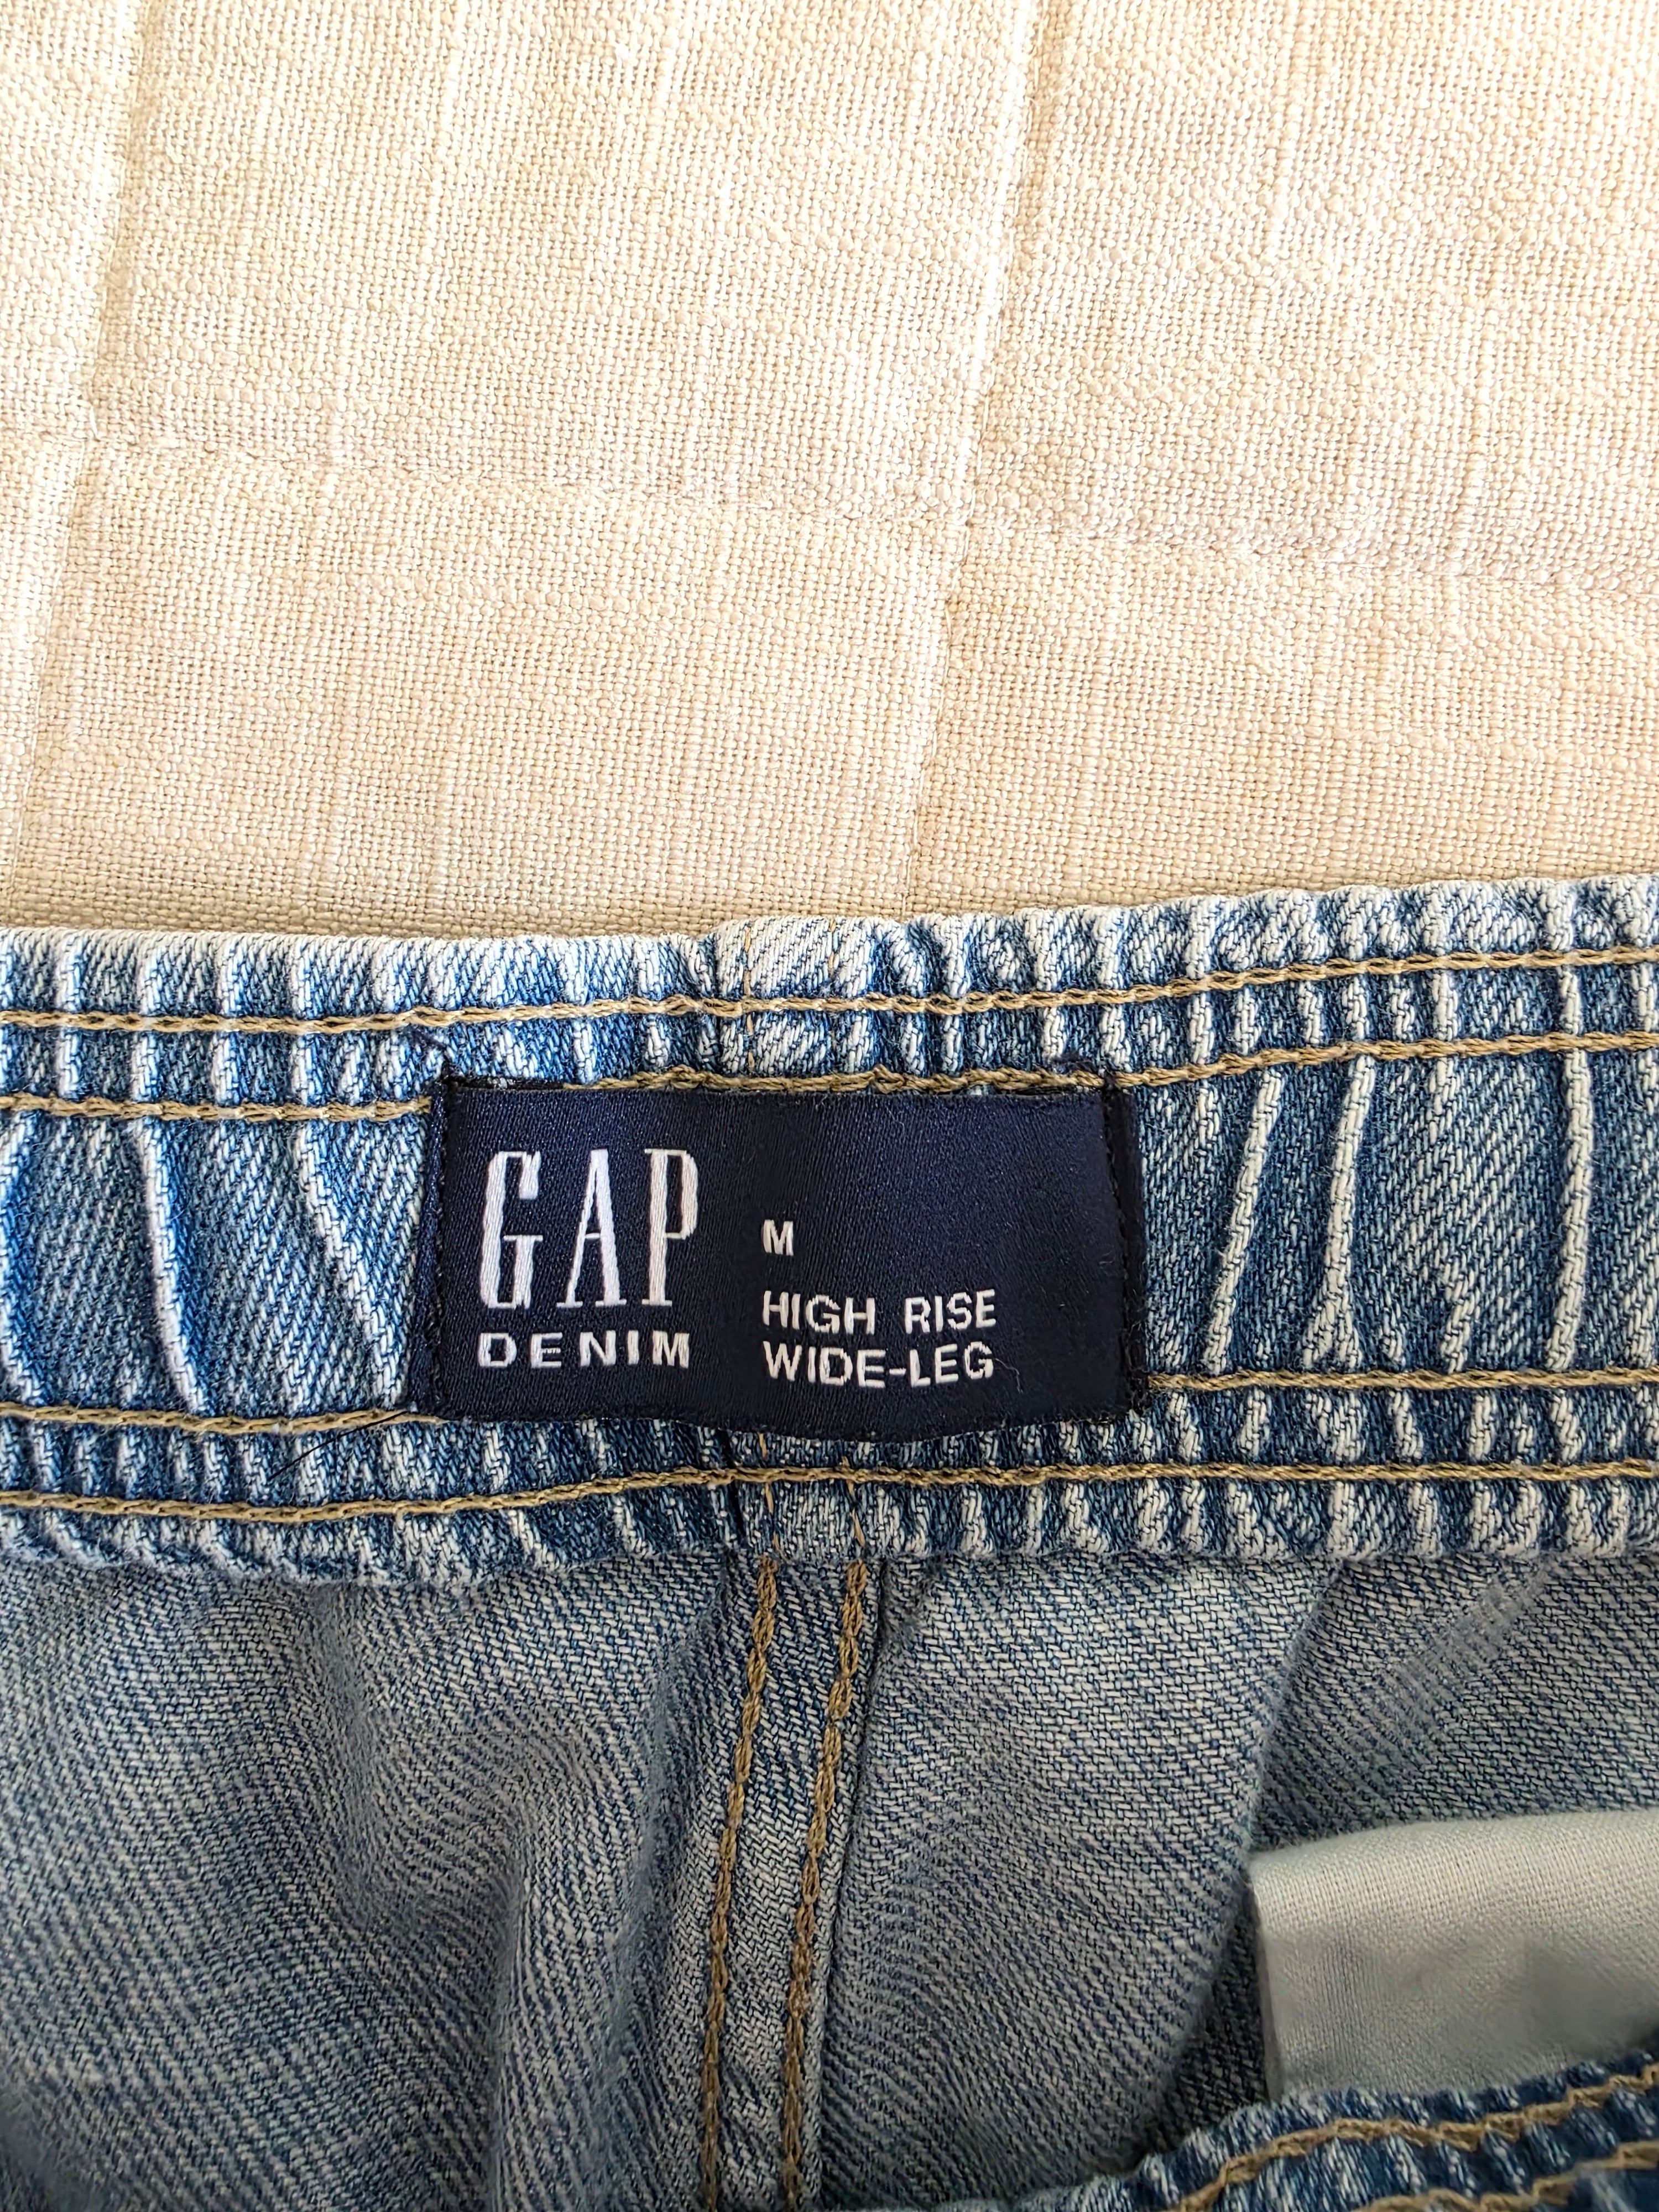 GAP
DENIM
M
HIGH RISE
WIDE-LEG